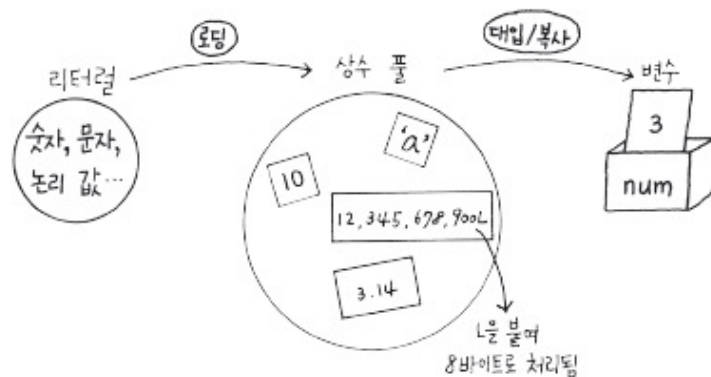 로딩
대입/복사
리터럴
상수 풀
변수
숫자, 문자,
논리 값…
'a'
10
12,345,678,900L
3.14
3
num
L을 붙여
8바이트로 처리됨